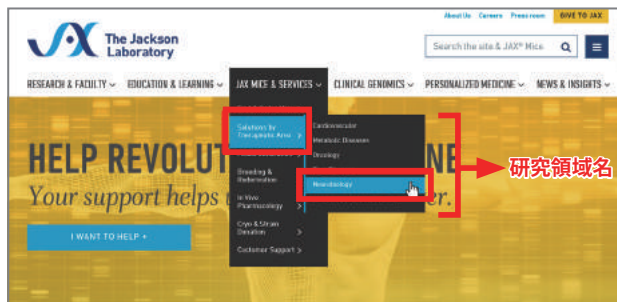 About Us Careers Press room GIVE TO JAX
The Jackson
Laboratory
Search the site & JAX® Mice
RESEARCH & FACULTY EDUCATION & LEARNING JAX MICE & SERVICES CLINICAL GENOMICS PERSONALIZED MEDICINE NEWS & INSIGHTS
Solutions by
Therapeutic Area
Cardiovascular
Metabolic Diseases
Oncology
Neurobiology
Breeding &
Rederivation
In Vivo
Pharmacology
Cryo & Strain
Donation
Customer Support
HELP REVOLUT
NE
Your support helps
er.
I WANT TO HELP +
研究領域名